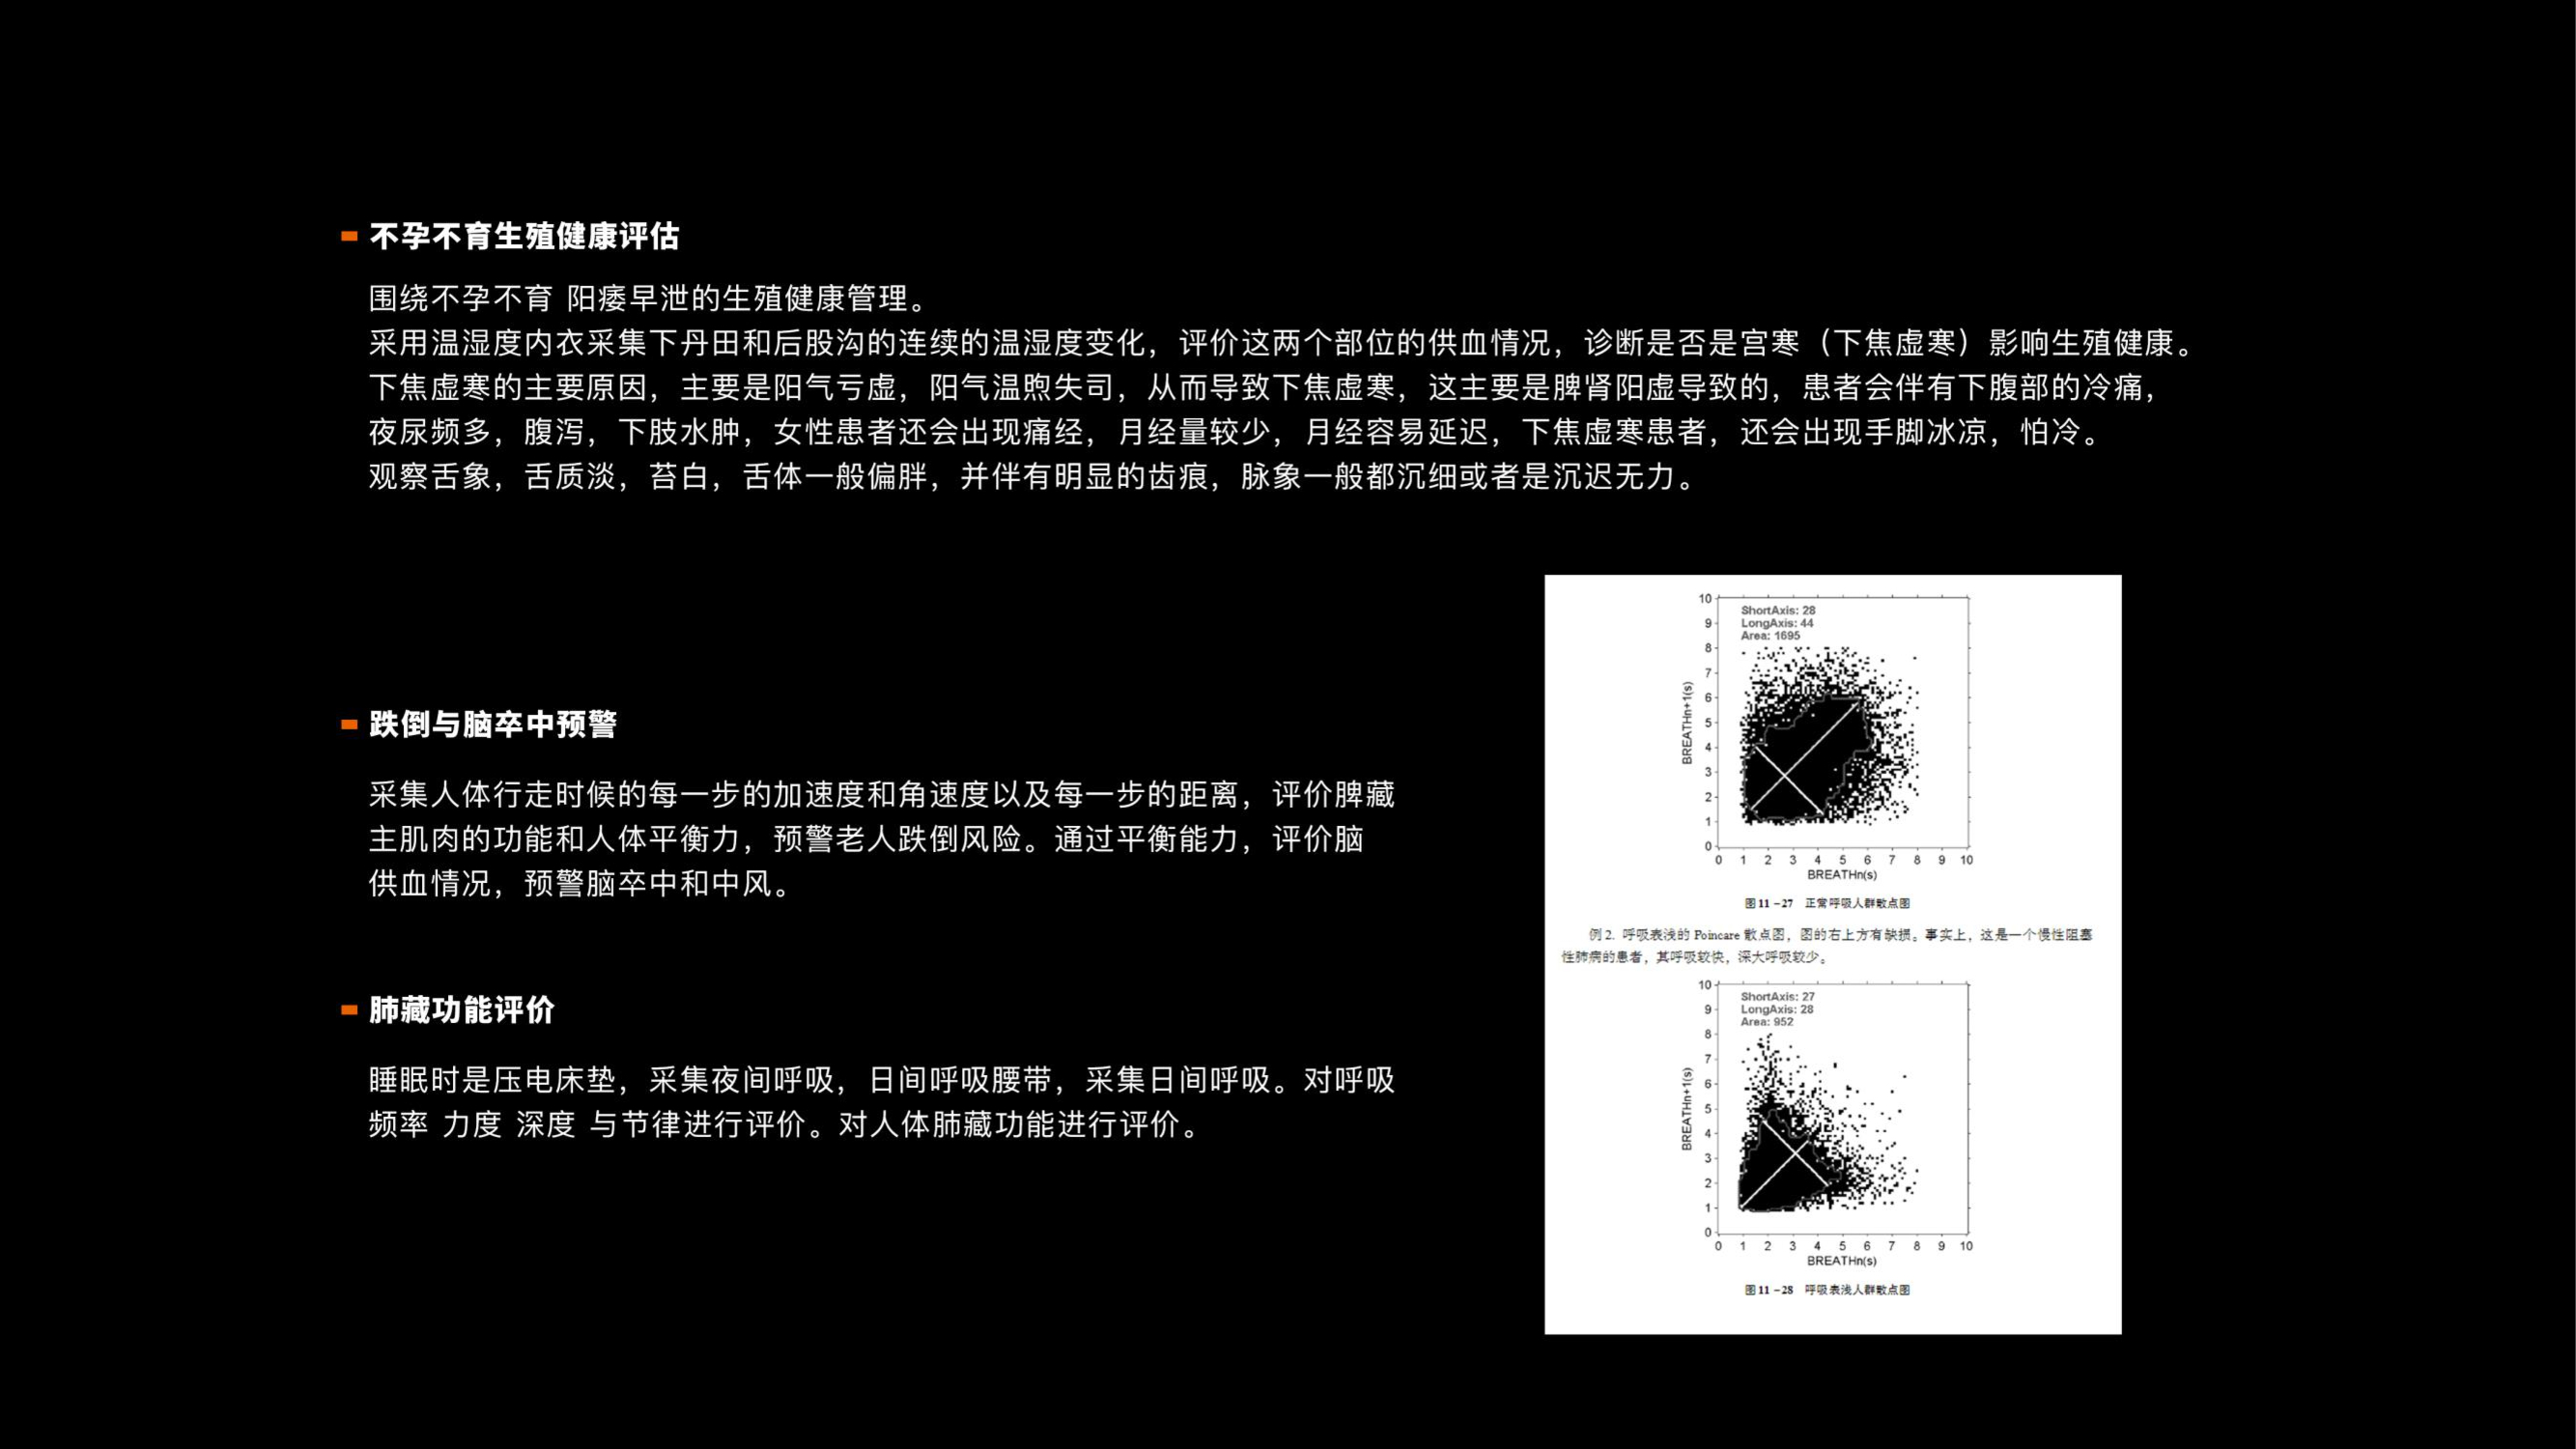 不孕不育生殖健康评估
围绕不孕不育 阳痿早泄的生殖健康管理。
采用温湿度内衣采集下丹田和后股沟的连续的温湿度变化，评价这两个部位的供血情况，诊断是否是宫寒（下焦虚寒）影响生殖健康。
下焦虚寒的主要原因，主要是阳气亏虚，阳气温煦失司，从而导致下焦虚寒，这主要是脾肾阳虚导致的，患者会伴有下腹部的冷痛，
夜尿频多，腹泻，下肢水肿，女性患者还会出现痛经，月经量较少，月经容易延迟，下焦虚寒患者，还会出现手脚冰凉，怕冷。
观察舌象，舌质淡，苔白，舌体一般偏胖，并伴有明显的齿痕，脉象一般都沉细或者是沉迟无力。
跌倒与脑卒中预警
采集人体行走时候的每一步的加速度和角速度以及每一步的距离，评价脾藏
主肌肉的功能和人体平衡力，预警老人跌倒风险。通过平衡能力，评价脑
供血情况，预警脑卒中和中风。
肺藏功能评价
睡眠时是压电床垫，采集夜间呼吸，日间呼吸腰带，采集日间呼吸。对呼吸
频率 力度 深度 与节律进行评价。对人体肺藏功能进行评价。
ShortAxis: 28
LongAxis: 44
Area: 1695
10
9
8
7
6
5
4
3
2
1
0
BREATHn+1(s)
0 1 2 3 4 5 6 7 8 9 10
BREATHn(s)
图11-27 正常呼吸人群散点图
例2. 呼吸表浅的 Poincare 散点图，图的右上方有缺损。事实上，这是一个慢性阻塞
性肺病的患者，其呼吸较快，深大呼吸较少。
ShortAxis: 27
LongAxis: 28
Area: 952
10
9
8
7
6
5
4
3
2
1
0
BREATHn+1(s)
0 1 2 3 4 5 6 7 8 9 10
BREATHn(s)
图11-28 呼吸表浅人群散点图